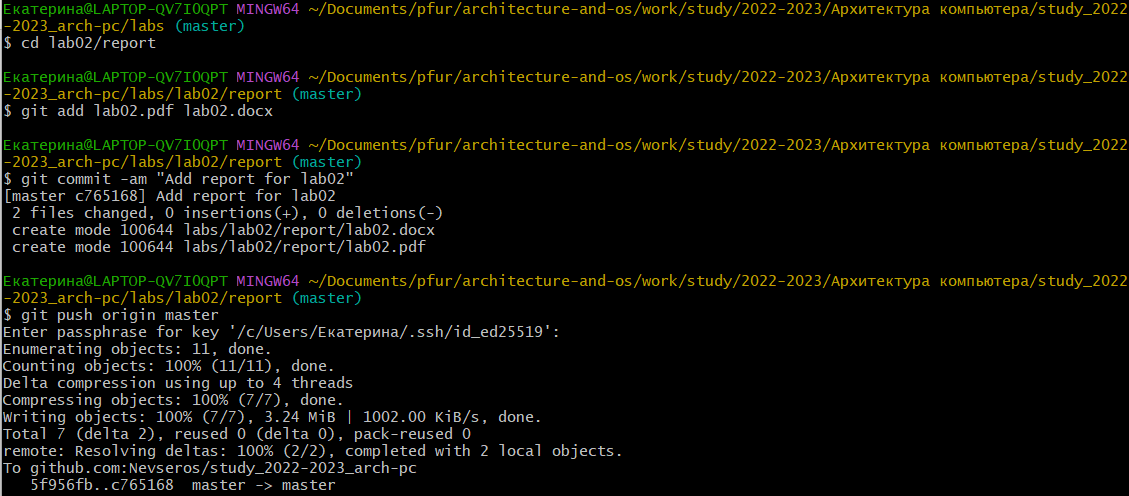 Екатерина@LAPTOP-QV7I0QPT MINGW64 ~/Documents/pfur/architecture-and-os/work/study/2022-2023/Архитектура компьютера/study_2022
-2023_arch-pc/labs (master)
$ cd lab02/report
Екатерина@LAPTOP-QV7I0QPT MINGW64 ~/Documents/pfur/architecture-and-os/work/study/2022-2023/Архитектура компьютера/study_2022
-2023_arch-pc/labs/lab02/report (master)
$ git add lab02.pdf lab02.docx
Екатерина@LAPTOP-QV7I0QPT MINGW64 ~/Documents/pfur/architecture-and-os/work/study/2022-2023/Архитектура компьютера/study_2022
-2023_arch-pc/labs/lab02/report (master)
$ git commit -am "Add report for lab02"
[master c765168] Add report for lab02
 2 files changed, 0 insertions(+), 0 deletions(-)
 create mode 100644 labs/lab02/report/lab02.docx
 create mode 100644 labs/lab02/report/lab02.pdf
Екатерина@LAPTOP-QV7I0QPT MINGW64 ~/Documents/pfur/architecture-and-os/work/study/2022-2023/Архитектура компьютера/study_2022
-2023_arch-pc/labs/lab02/report (master)
$ git push origin master
Enter passphrase for key '/c/Users/Екатерина/.ssh/id_ed25519':
Enumerating objects: 11, done.
Counting objects: 100% (11/11), done.
Delta compression using up to 4 threads
Compressing objects: 100% (7/7), done.
Writing objects: 100% (7/7), 3.24 MiB | 1002.00 KiB/s, done.
Total 7 (delta 2), reused 0 (delta 0), pack-reused 0
remote: Resolving deltas: 100% (2/2), completed with 2 local objects.
To github.com:Nevseros/study_2022-2023_arch-pc
   5f956fb..c765168  master -> master